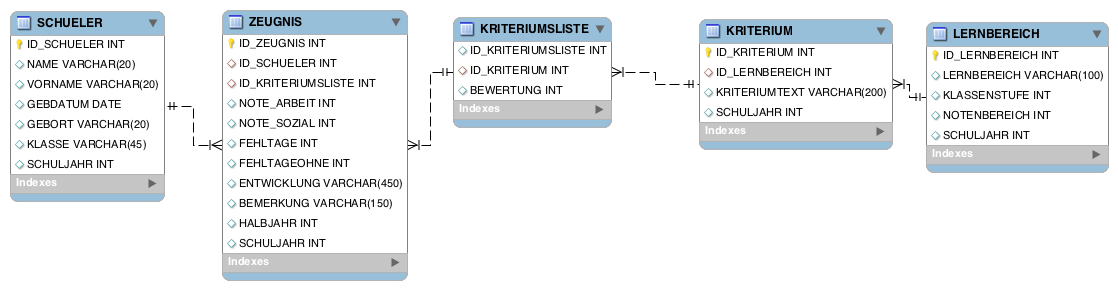 SCHUELER
ID_SCHUELER INT
NAME VARCHAR(20)
VORNAME VARCHAR(20)
GEBDATUM DATE
GEBORT VARCHAR(20)
KLASSE VARCHAR(45)
SCHULJAHR INT
Indexes
ZEUGNIS
ID_ZEUGNIS INT
ID_SCHUELER INT
ID_KRITERIUMSLISTE INT
NOTE_ARBEIT INT
NOTE_SOZIAL INT
FEHLTAGE INT
FEHLTAGEOHNE INT
ENTWICKLUNG VARCHAR(450)
BEMERKUNG VARCHAR(150)
HALBJAHR INT
SCHULJAHR INT
Indexes
KRITERIUMSLISTE
ID_KRITERIUMSLISTE INT
ID_KRITERIUM INT
BEWERTUNG INT
Indexes
KRITERIUM
ID_KRITERIUM INT
ID_LERNBEREICH INT
KRITERIUMTEXT VARCHAR(200)
SCHULJAHR INT
Indexes
LERNBEREICH
ID_LERNBEREICH INT
LERNBEREICH VARCHAR(100)
KLASSENSTUFE INT
NOTENBEREICH INT
SCHULJAHR INT
Indexes